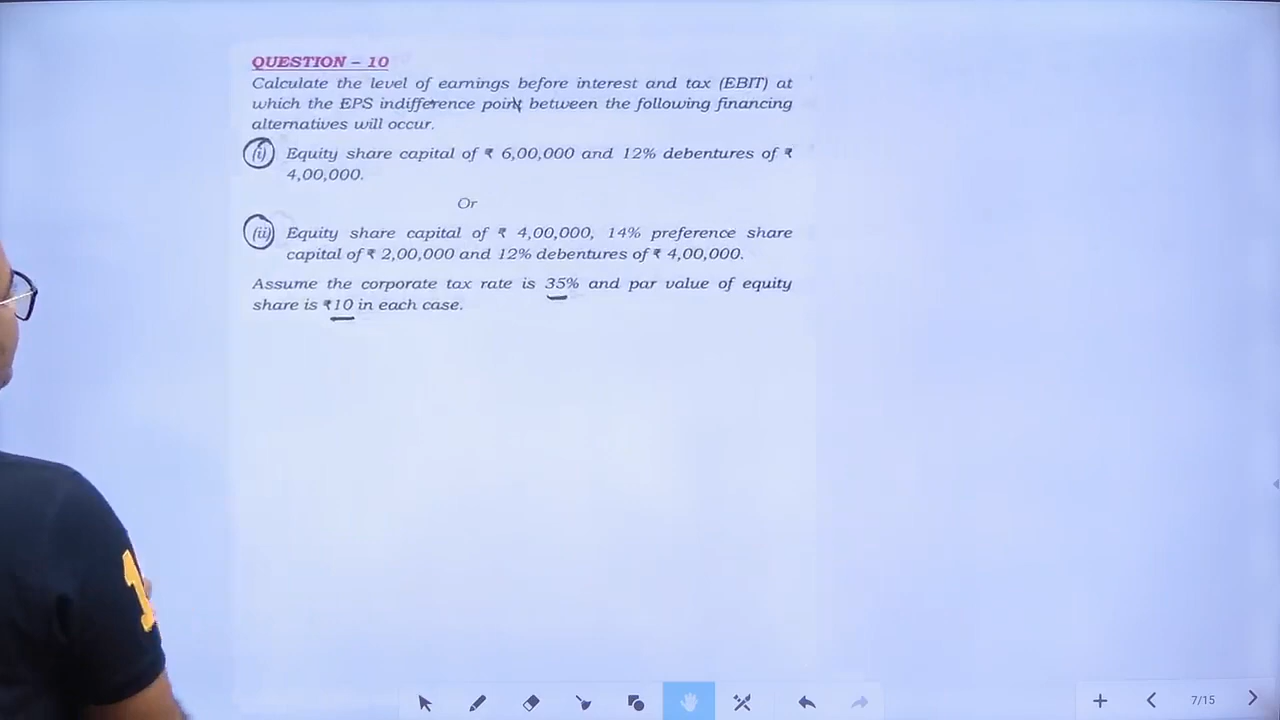 QUESTION – 10
Calculate the level of earnings before interest and tax (EBIT) at
which the EPS indifference point between the following financing
alternatives will occur.
(i) Equity share capital of ₹ 6,00,000 and 12% debentures of ₹
4,00,000.
Or
(ii) Equity share capital of ₹ 4,00,000, 14% preference share
capital of ₹ 2,00,000 and 12% debentures of ₹ 4,00,000.
Assume the corporate tax rate is 35% and par value of equity
share is ₹10 in each case.
1
7/15